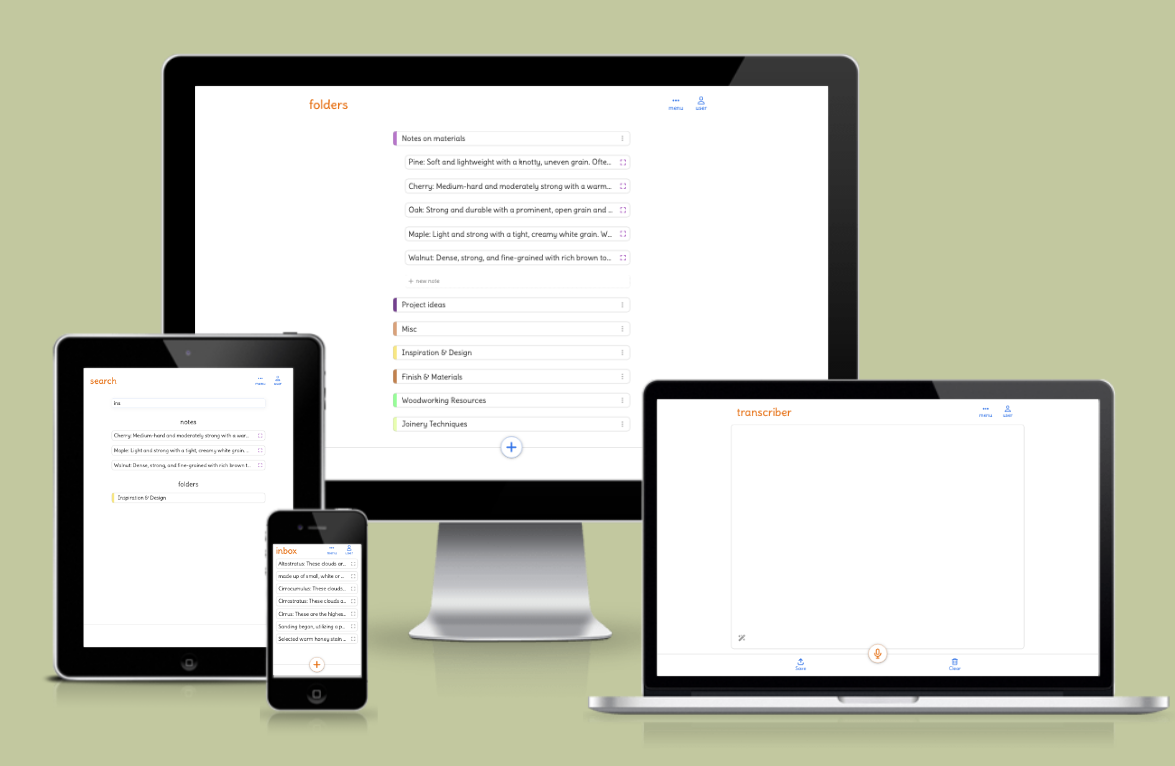 folders
menu
user
Notes on materials
Pine: Soft and lightweight with a knotty, uneven grain. Ofte...
Cherry: Medium-hard and moderately strong with a warm...
Oak: Strong and durable with a prominent, open grain and ...
Maple: Light and strong with a tight, creamy white grain. W...
Walnut: Dense, strong, and fine-grained with rich brown to...
+ new note
Project ideas
Misc
Inspiration & Design
Finish & Materials
Woodworking Resources
Joinery Techniques
search
menu
user
ins
notes
Cherry: Medium-hard and moderately strong with a war...
Maple: Light and strong with a tight, creamy white grain. ...
Walnut: Dense, strong, and fine-grained with rich brown t...
folders
Inspiration & Design
inbox
menu
user
Altostratus: These clouds ar...
made up of small, white or ...
Cirrocumulus: These clouds...
Cirrostratus: These clouds a...
Cirrus: These are the highes...
Sanding began, utilizing a p...
Selected warm honey stain ...
transcriber
menu
user
Save
Clear